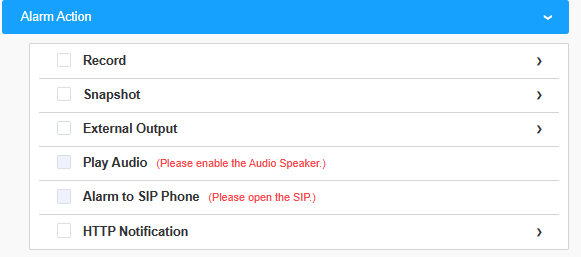 Alarm Action
Record
Snapshot
External Output
Play Audio (Please enable the Audio Speaker.)
Alarm to SIP Phone (Please open the SIP.)
HTTP Notification